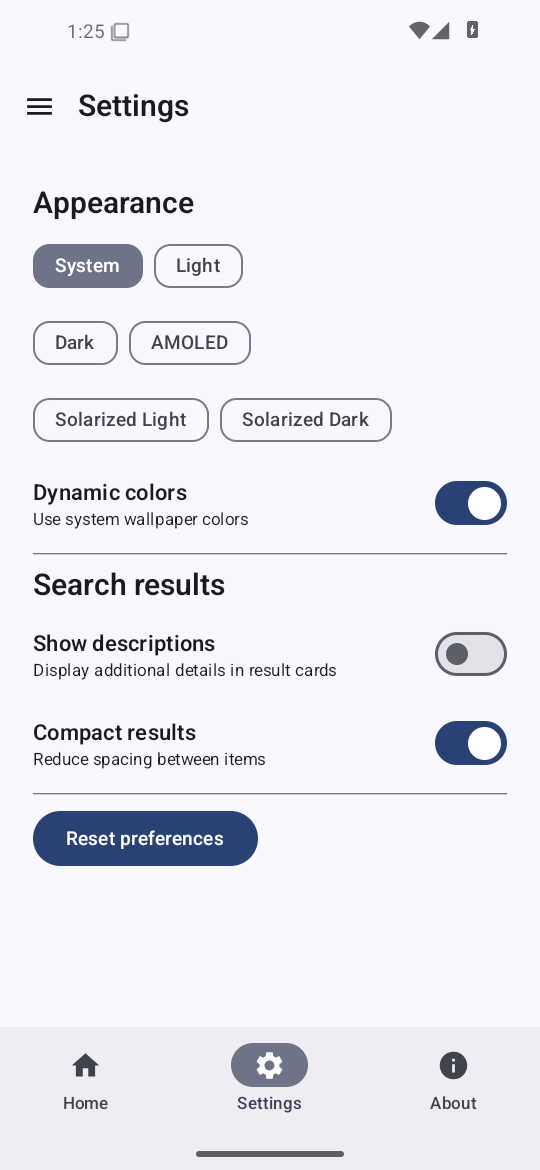 1:25
Settings
Appearance
System
Light
Dark
AMOLED
Solarized Light
Solarized Dark
Dynamic colors
Use system wallpaper colors
Search results
Show descriptions
Display additional details in result cards
Compact results
Reduce spacing between items
Reset preferences
Home
Settings
About